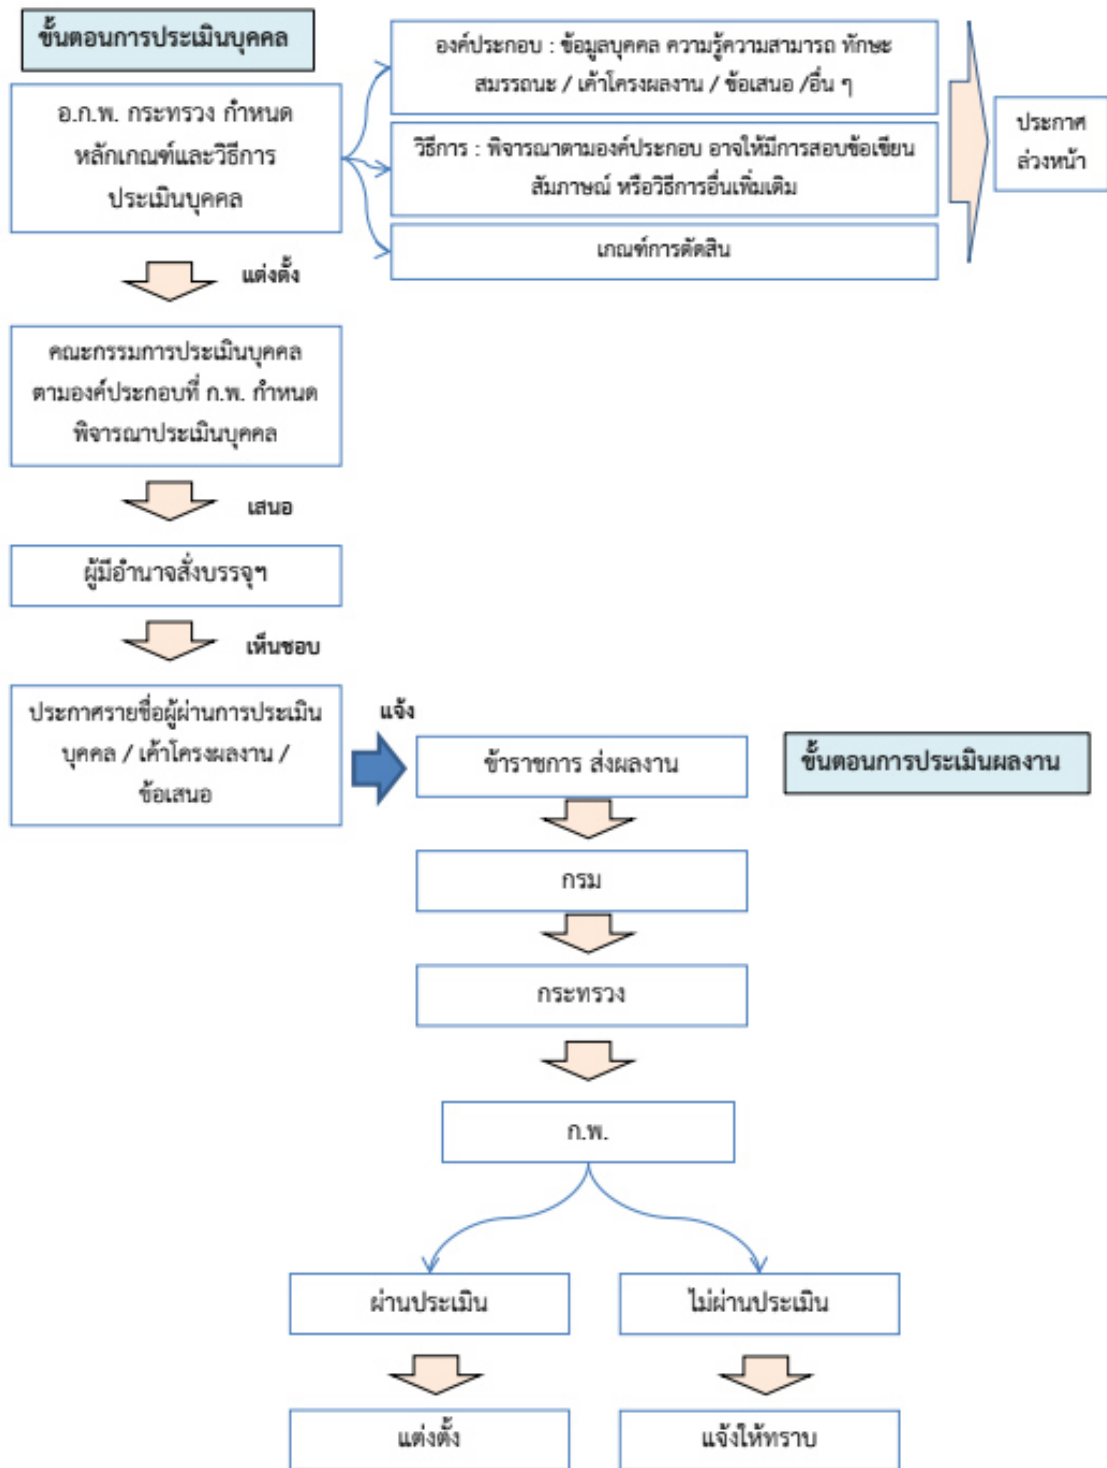 ขั้นตอนการประเมินบุคคล
อ.ก.พ. กระทรวง กำหนด
หลักเกณฑ์และวิธีการ
ประเมินบุคคล
องค์ประกอบ : ข้อมูลบุคคล ความรู้ความสามารถ ทักษะ
สมรรถนะ / เค้าโครงผลงาน / ข้อเสนอ /อื่น ๆ
วิธีการ : พิจารณาตามองค์ประกอบ อาจให้มีการสอบข้อเขียน
สัมภาษณ์ หรือวิธีการอื่นเพิ่มเติม
เกณฑ์การตัดสิน
ประกาศ
ล่วงหน้า
แต่งตั้ง
คณะกรรมการประเมินบุคคล
ตามองค์ประกอบที่ ก.พ. กำหนด
พิจารณาประเมินบุคคล
เสนอ
ผู้มีอำนาจสั่งบรรจุฯ
เห็นชอบ
ประกาศรายชื่อผู้ผ่านการประเมิน
บุคคล / เค้าโครงผลงาน /
ข้อเสนอ
แจ้ง
ข้าราชการ ส่งผลงาน
ขั้นตอนการประเมินผลงาน
กรม
กระทรวง
ก.พ.
ผ่านประเมิน
ไม่ผ่านประเมิน
แต่งตั้ง
แจ้งให้ทราบ